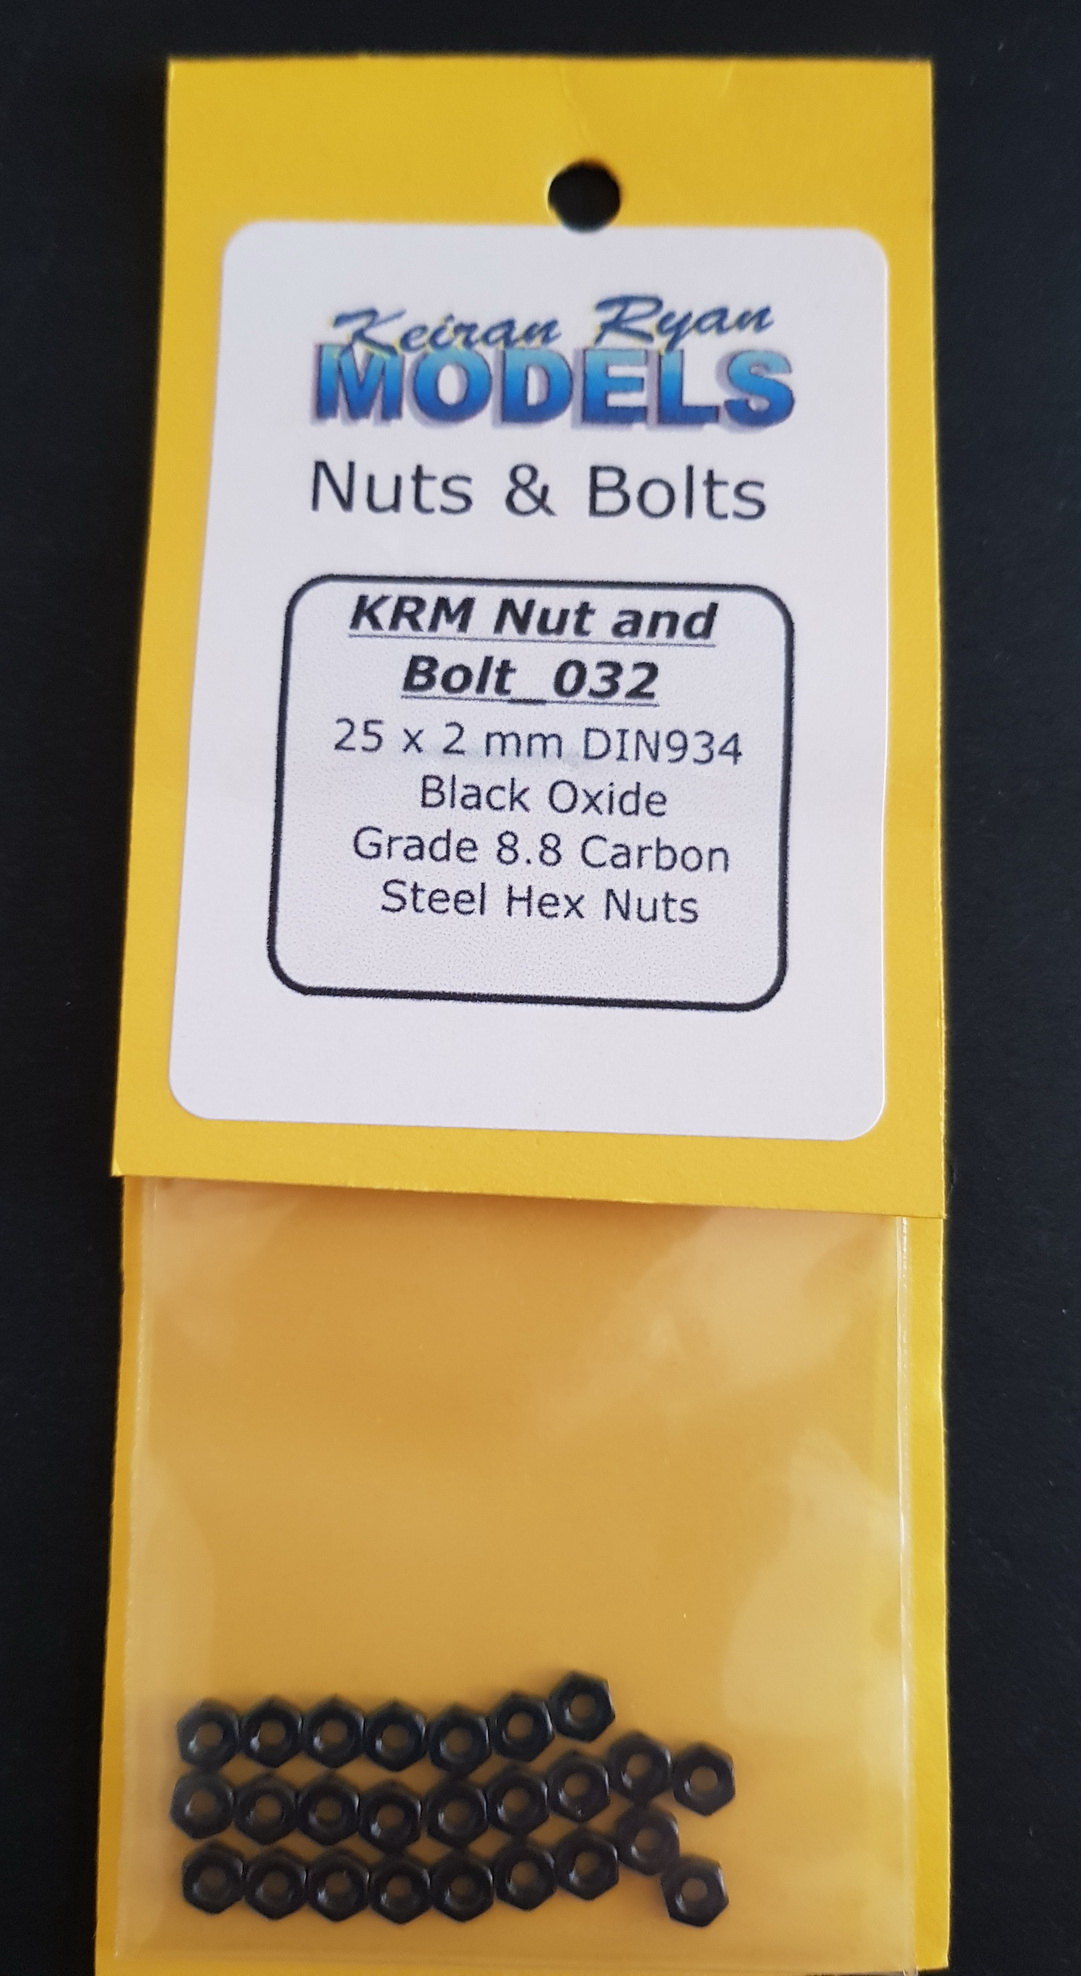 Keiran Ryan
MODELS
Nuts & Bolts
KRM Nut and
Bolt_032
25 x 2 mm DIN934
Black Oxide
Grade 8.8 Carbon
Steel Hex Nuts